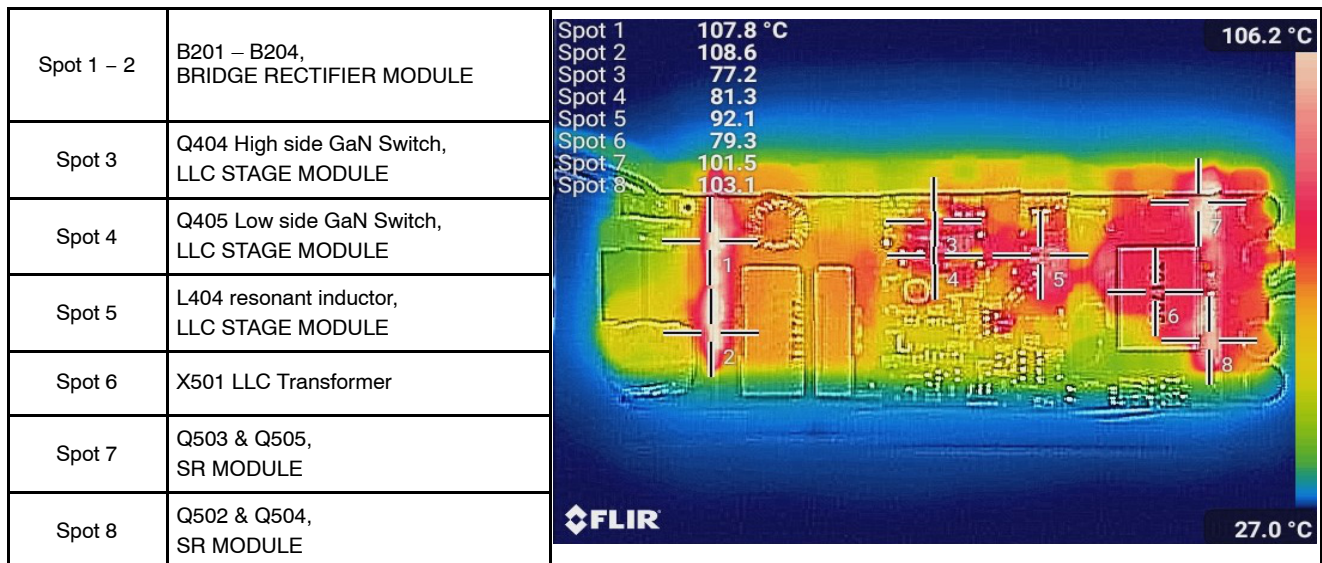 Spot 1 – 2
B201 – B204,
BRIDGE RECTIFIER MODULE
Spot 3
Q404 High side GaN Switch,
LLC STAGE MODULE
Spot 4
Q405 Low side GaN Switch,
LLC STAGE MODULE
Spot 5
L404 resonant inductor,
LLC STAGE MODULE
Spot 6
X501 LLC Transformer
Spot 7
Q503 & Q505,
SR MODULE
Spot 8
Q502 & Q504,
SR MODULE
Spot 1 107.8 °C
Spot 2 108.6
Spot 3 77.2
Spot 4 81.3
Spot 5 92.1
Spot 6 79.3
Spot 7 101.5
Spot 8 103.1
106.2 °C
1
2
3
4
5
6
7
8
FLIR
27.0 °C